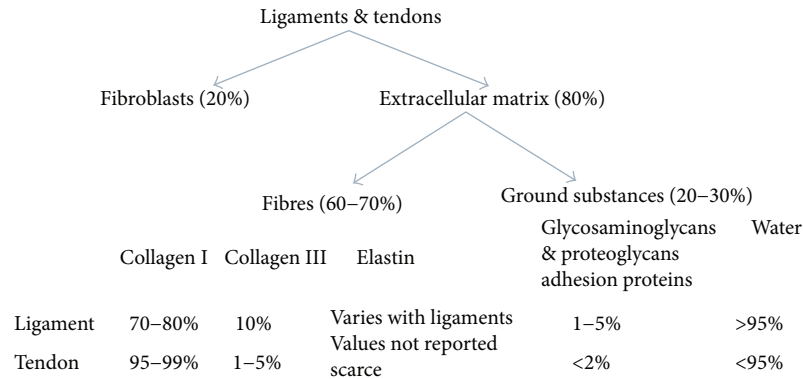 Ligaments & tendons
Fibroblasts (20%) Extracellular matrix (80%)
Fibres (60–70%) Ground substances (20–30%)
Collagen I Collagen III Elastin Glycosaminoglycans
& proteoglycans
adhesion proteins Water
Ligament 70–80% 10% Varies with ligaments 1–5% >95%
Values not reported
Tendon 95–99% 1–5% scarce <2% <95%